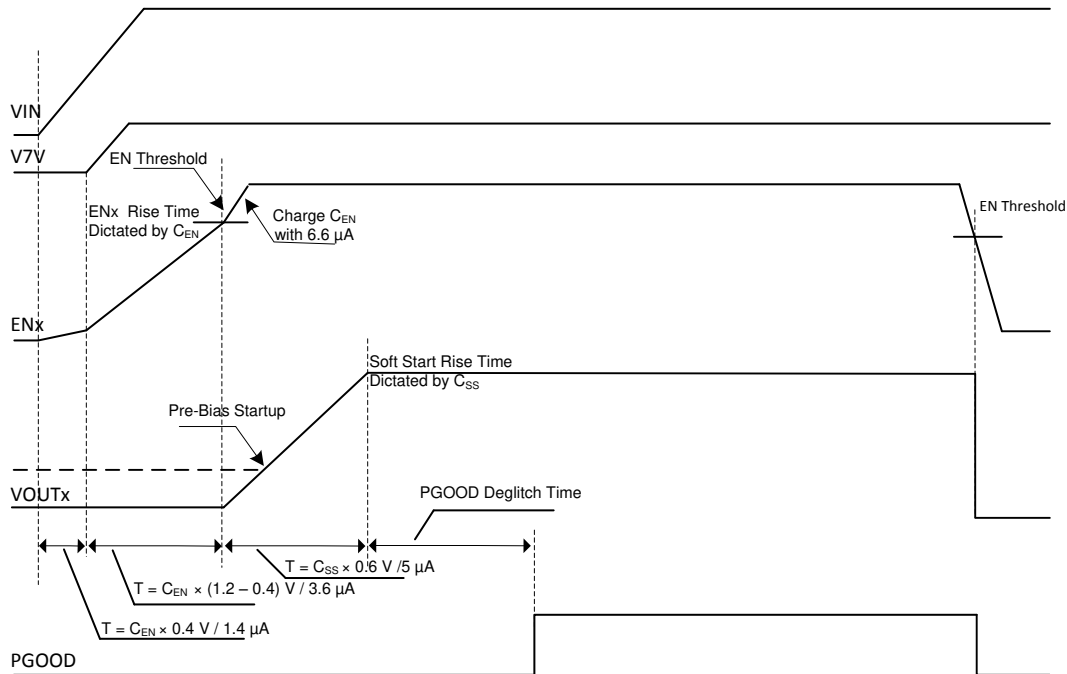 VIN
V7V
EN Threshold
ENx Rise Time
Dictated by CEN
Charge CEN
with 6.6 µA
EN Threshold
ENx
Soft Start Rise Time
Dictated by CSS
Pre-Bias Startup
VOUTx
PGOOD Deglitch Time
T = CSS × 0.6 V /5 µA
T = CEN × (1.2 – 0.4) V / 3.6 µA
T = CEN × 0.4 V / 1.4 µA
PGOOD